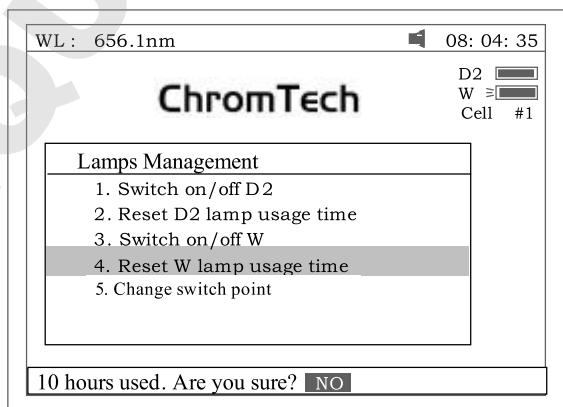 WL : 656.1nm 08: 04: 35
D2
W
Cell #1
ChromTech
Lamps Management
1. Switch on/off D2
2. Reset D2 lamp usage time
3. Switch on/off W
4. Reset W lamp usage time
5. Change switch point
10 hours used. Are you sure? NO